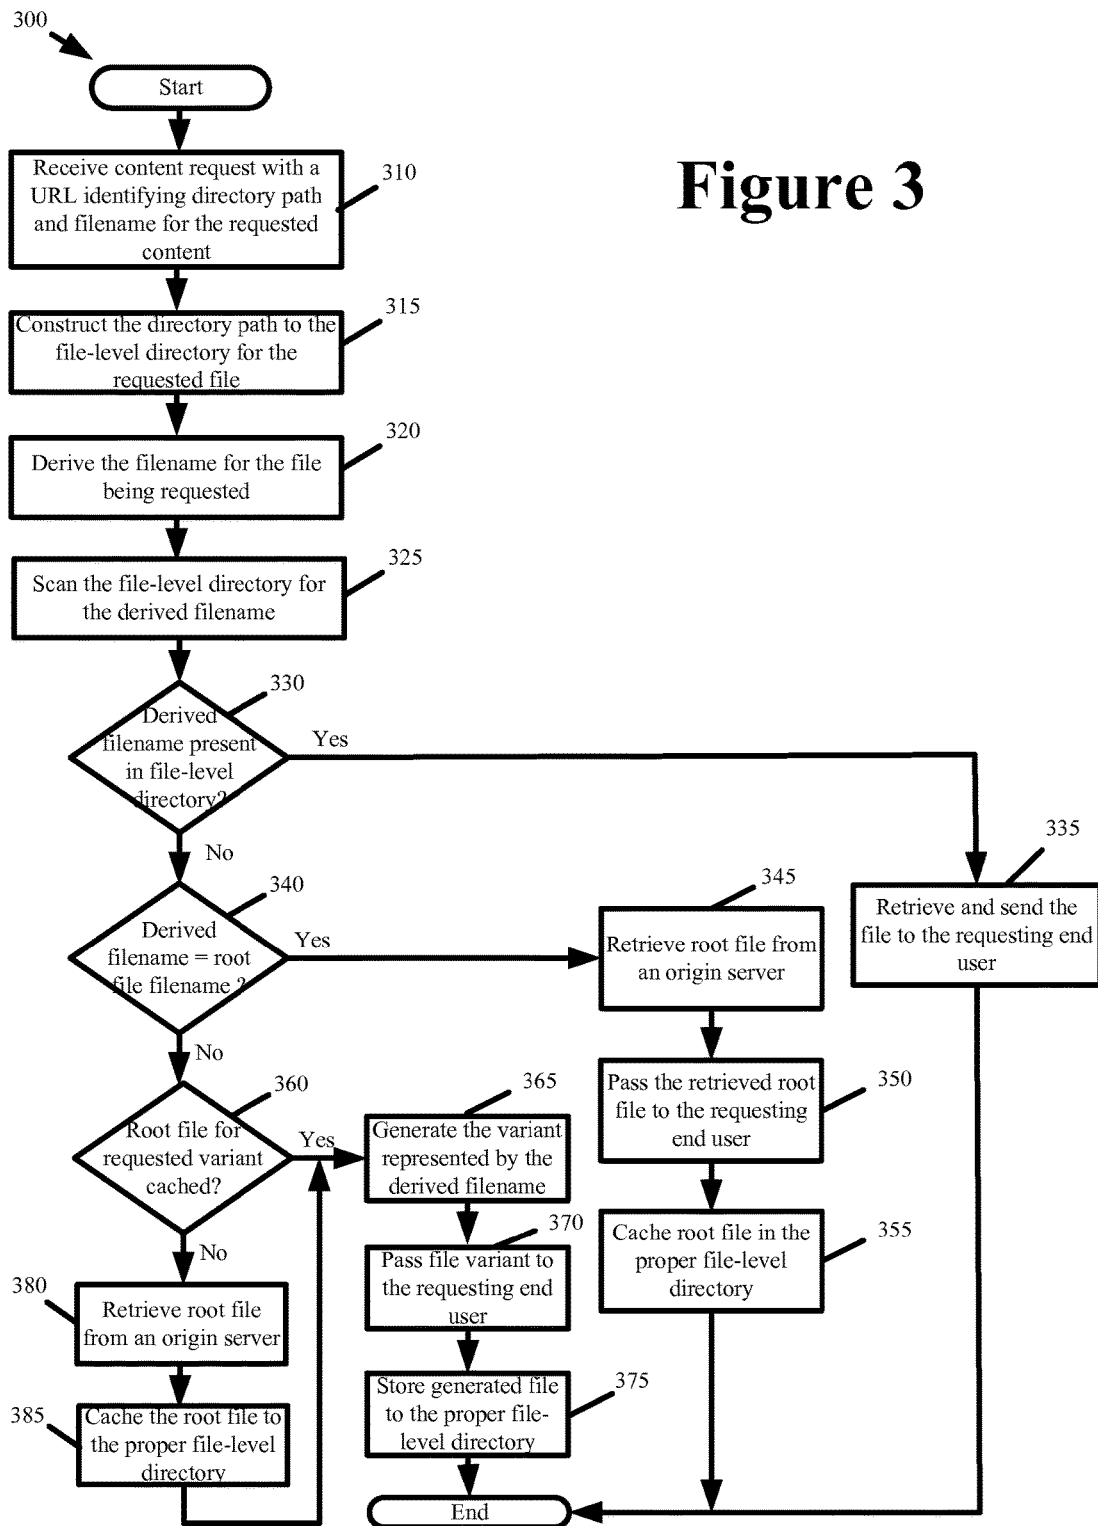 300
Start
Figure 3
Receive content request with a
URL identifying directory path
and filename for the requested
content
310
315
Construct the directory path to the
file-level directory for the
requested file
320
Derive the filename for the file
being requested
325
Scan the file-level directory for
the derived filename
330
Derived
filename present
in file-level
directory?
Yes
No
335
Retrieve and send the
file to the requesting end
user
340
Derived
filename = root
file filename ?
Yes
No
345
Retrieve root file from
an origin server
350
Pass the retrieved root
file to the requesting
end user
355
Cache root file in the
proper file-level
directory
360
Root file for
requested variant
cached?
Yes
No
365
Generate the variant
represented by the
derived filename
370
Pass file variant to
the requesting end
user
375
Store generated file
to the proper file-
level directory
380
Retrieve root file
from an origin server
385
Cache the root file to
the proper file-level
directory
End